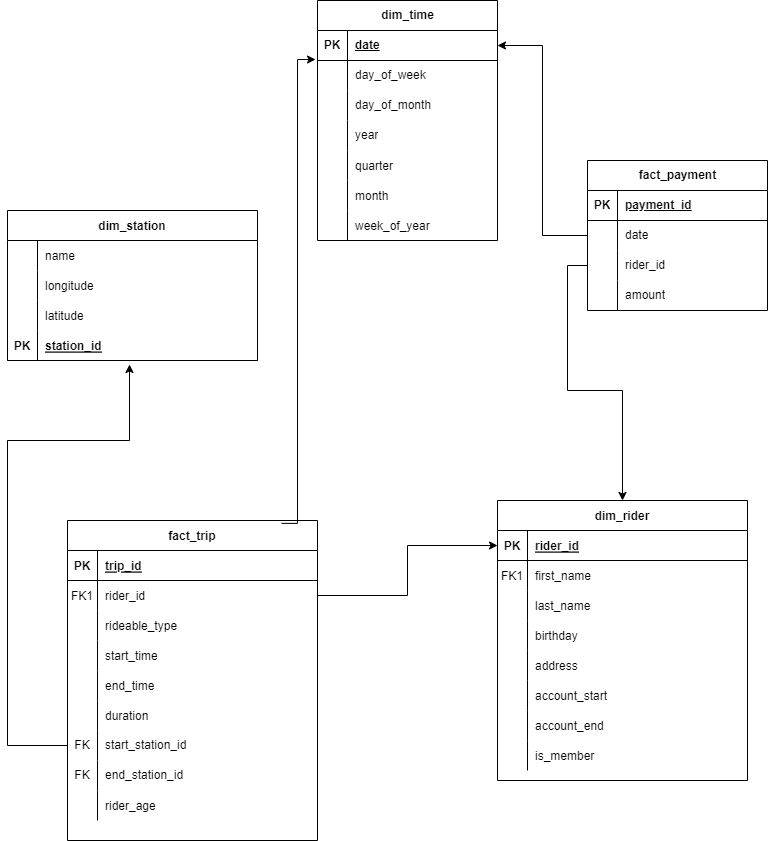 dim_time
PK date
day_of_week
day_of_month
year
quarter
month
week_of_year
fact_payment
PK payment_id
date
rider_id
amount
dim_station
name
longitude
latitude
PK station_id
fact_trip
PK trip_id
FK1 rider_id
rideable_type
start_time
end_time
duration
FK start_station_id
FK end_station_id
rider_age
dim_rider
PK rider_id
FK1 first_name
last_name
birthday
address
account_start
account_end
is_member